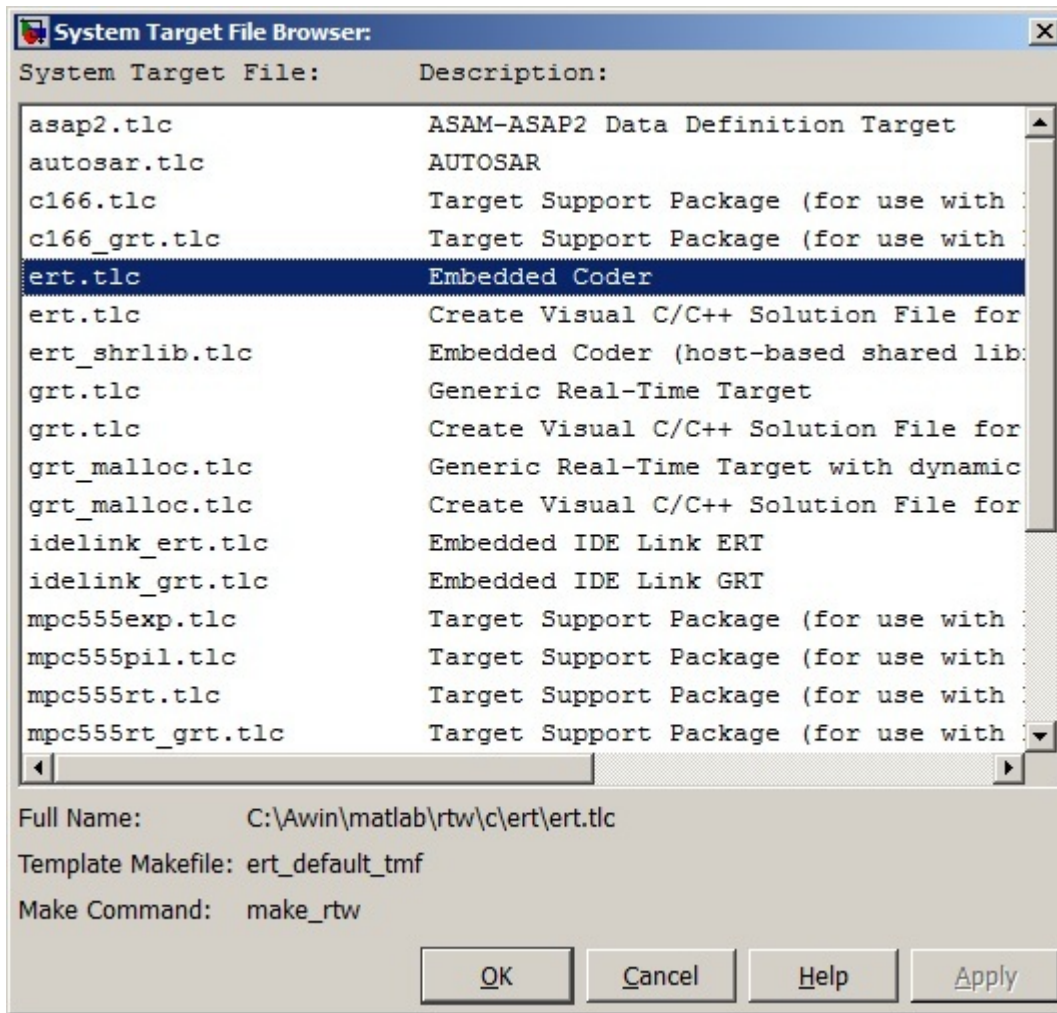 System Target File Browser:
System Target File: Description:
asap2.tlc ASAM-ASAP2 Data Definition Target
autosar.tlc AUTOSAR
c166.tlc Target Support Package (for use with
c166_grt.tlc Target Support Package (for use with
ert.tlc Embedded Coder
ert.tlc Create Visual C/C++ Solution File for
ert_shrlib.tlc Embedded Coder (host-based shared
grt.tlc Generic Real-Time Target
grt.tlc Create Visual C/C++ Solution File for
grt_malloc.tlc Generic Real-Time Target with dynamic
grt_malloc.tlc Create Visual C/C++ Solution File for
idelink_ert.tlc Embedded IDE Link ERT
idelink_grt.tlc Embedded IDE Link GRT
mpc555exp.tlc Target Support Package (for use with
mpc555pil.tlc Target Support Package (for use with
mpc555rt.tlc Target Support Package (for use with
mpc555rt_grt.tlc Target Support Package (for use with
Full Name: C:\Awin\matlab\rtw\c\ert\ert.tlc
Template Makefile: ert_default_tmf
Make Command: make_rtw
OK Cancel Help Apply